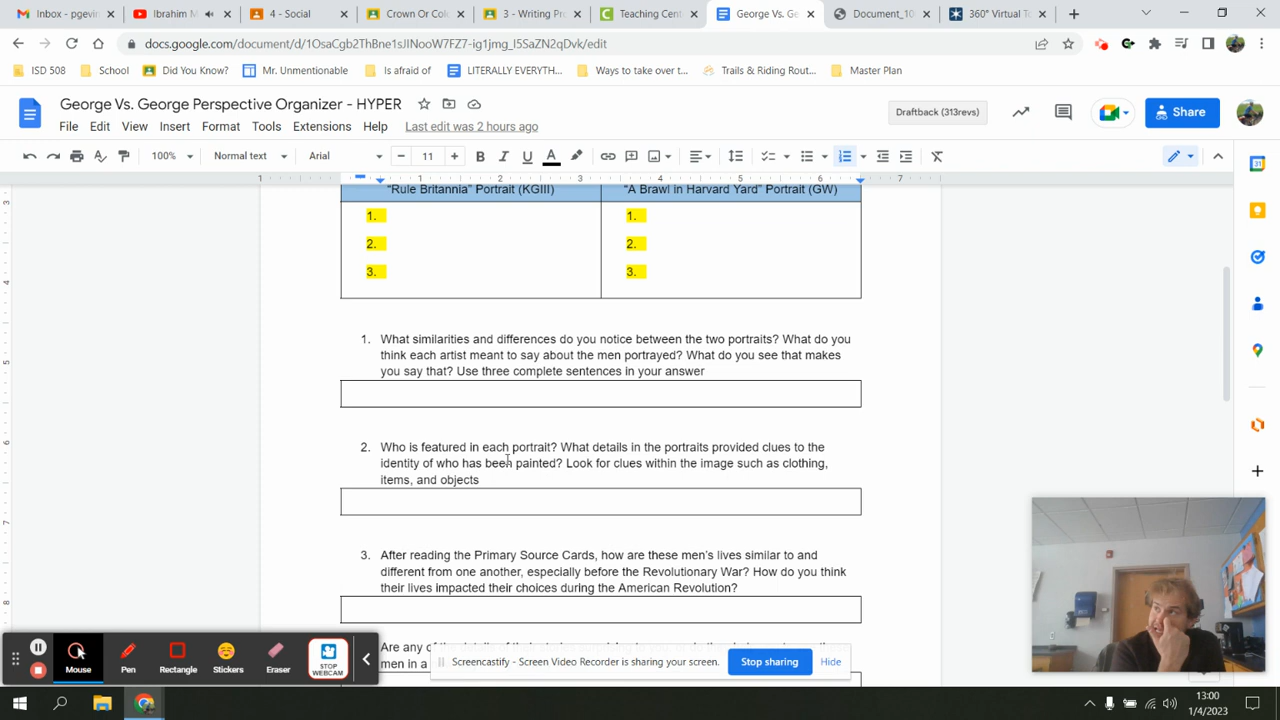 Inbox - pgevin
Ibrahim M
4 - Social
Crown Or Col
3 - Writing Pr
Teaching Cent
George Vs. Ge
Document_10
360° Virtual To
docs.google.com/document/d/1OsaCgb2ThBne1sJINooW7FZ7-igTjmg_I5SaZN2qDvk/edit
ISD 508
School
Did You Know?
Mr. Unmentionable
Is afraid of
LITERALLY EVERYTH...
Ways to take over t...
Trails & Riding Rout...
Master Plan
George Vs. George Perspective Organizer - HYPER
Draftback (313revs)
Share
File Edit View Insert Format Tools Extensions Help Last edit was 2 hours ago
100% Normal text Arial 11
"Rule Britannia" Portrait (KGIII)
"A Brawl in Harvard Yard" Portrait (GW)
1.
2.
3.
1.
2.
3.
1. What similarities and differences do you notice between the two portraits? What do you
think each artist meant to say about the men portrayed? What do you see that makes
you say that? Use three complete sentences in your answer
2. Who is featured in each portrait? What details in the portraits provided clues to the
identity of who has been painted? Look for clues within the image such as clothing,
items, and objects
3. After reading the Primary Source Cards, how are these men's lives similar to and
different from one another, especially before the Revolutionary War? How do you think
their lives impacted their choices during the American Revolution?
Are any
men in a
Mouse
Pen
Rectangle
Stickers
Eraser
STOP
WEBCAM
Screencastify - Screen Video Recorder is sharing your screen.
Stop sharing
Hide
13:00
1/4/2023